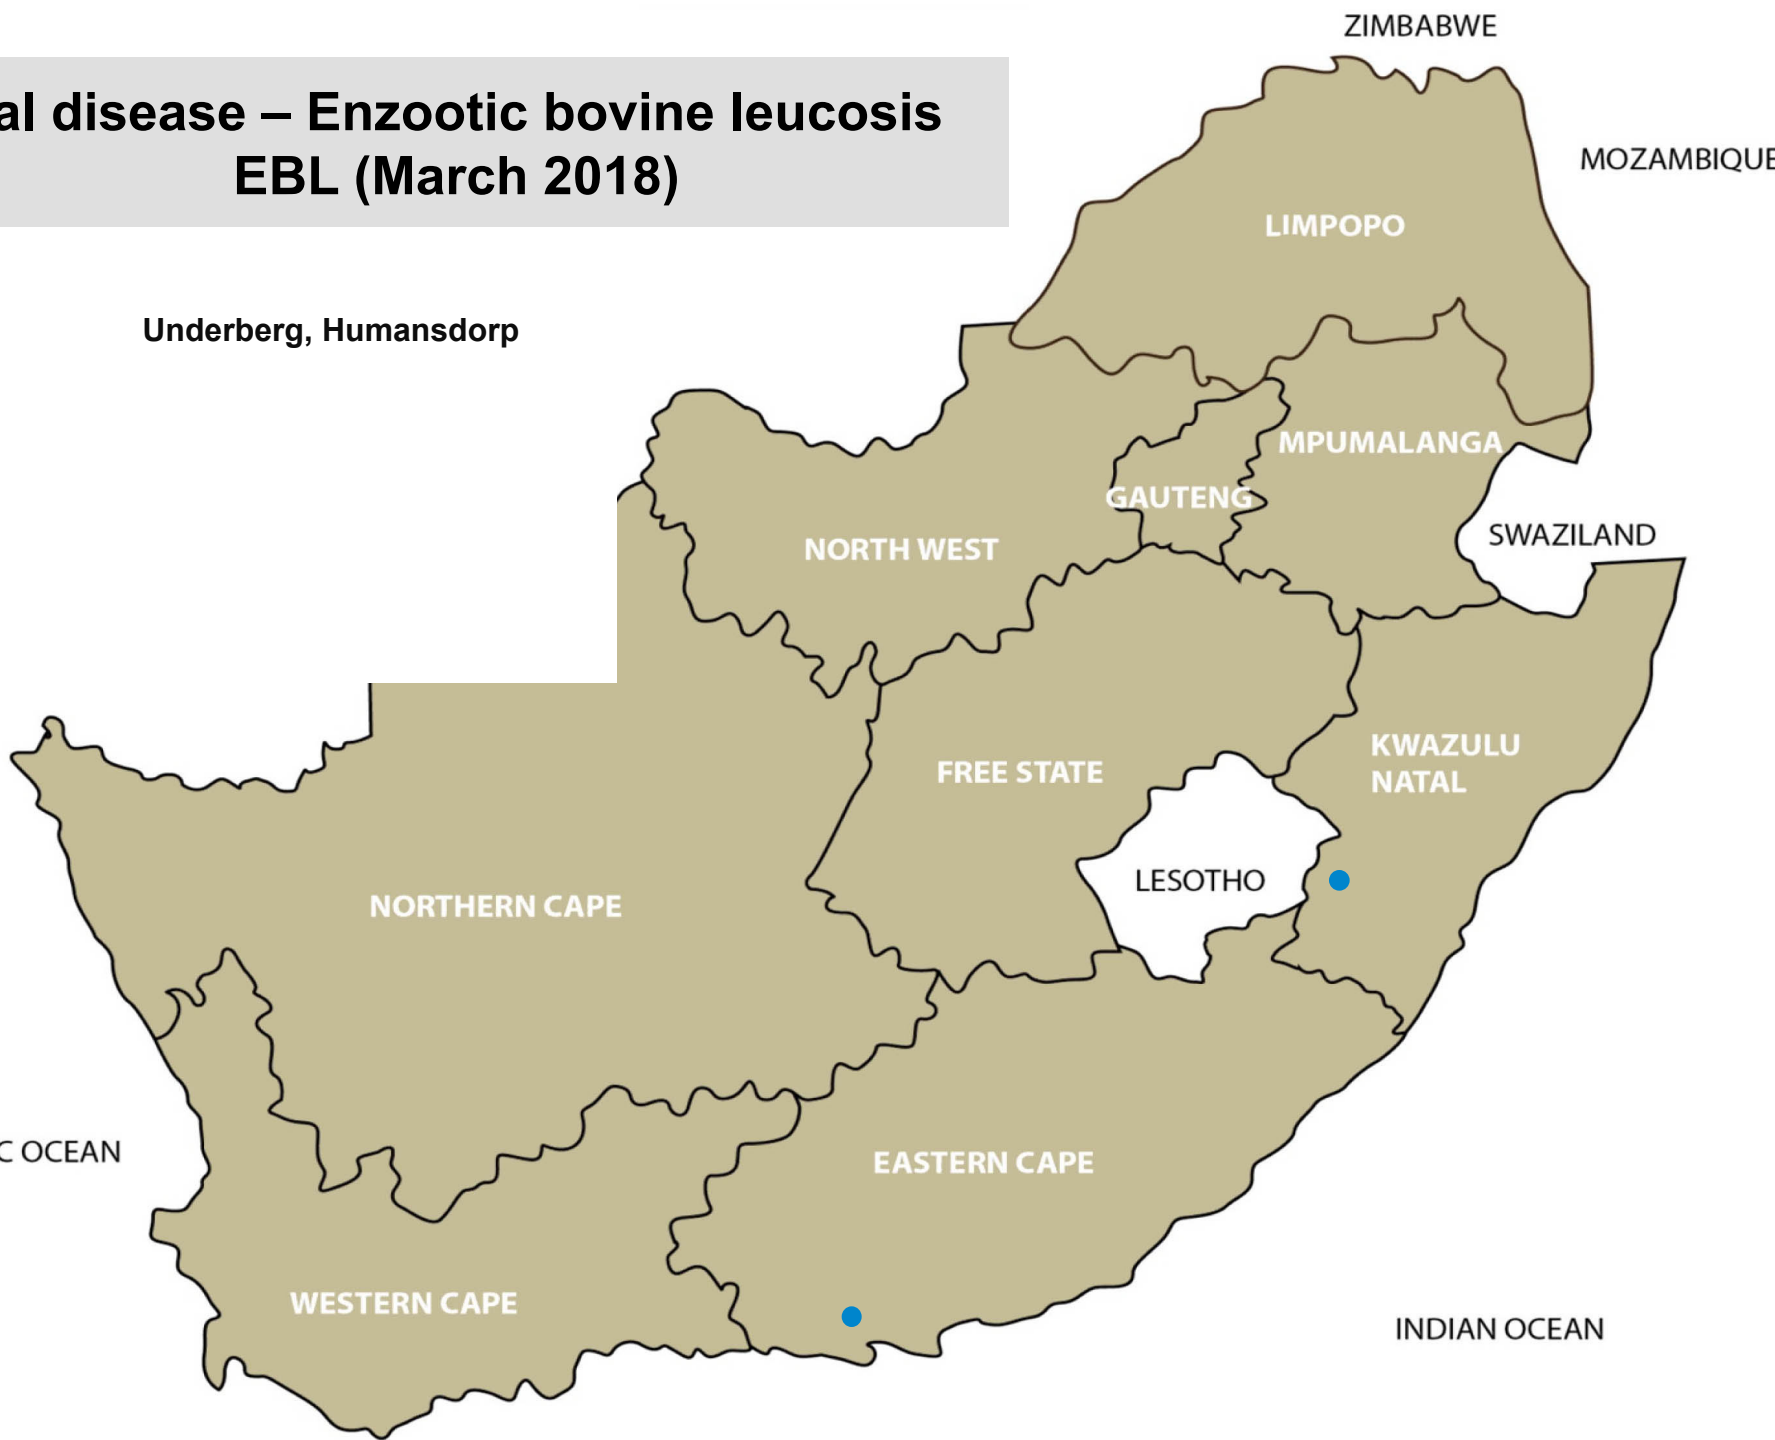 ZIMBABWE
al disease – Enzootic bovine leucosis
EBL (March 2018)
MOZAMBIQUE
LIMPOPO
Underberg, Humansdorp
MPUMALANGA
GAUTENG
SWAZILAND
NORTH WEST
KWAZULU
NATAL
FREE STATE
LESOTHO
NORTHERN CAPE
C OCEAN
EASTERN CAPE
WESTERN CAPE
INDIAN OCEAN